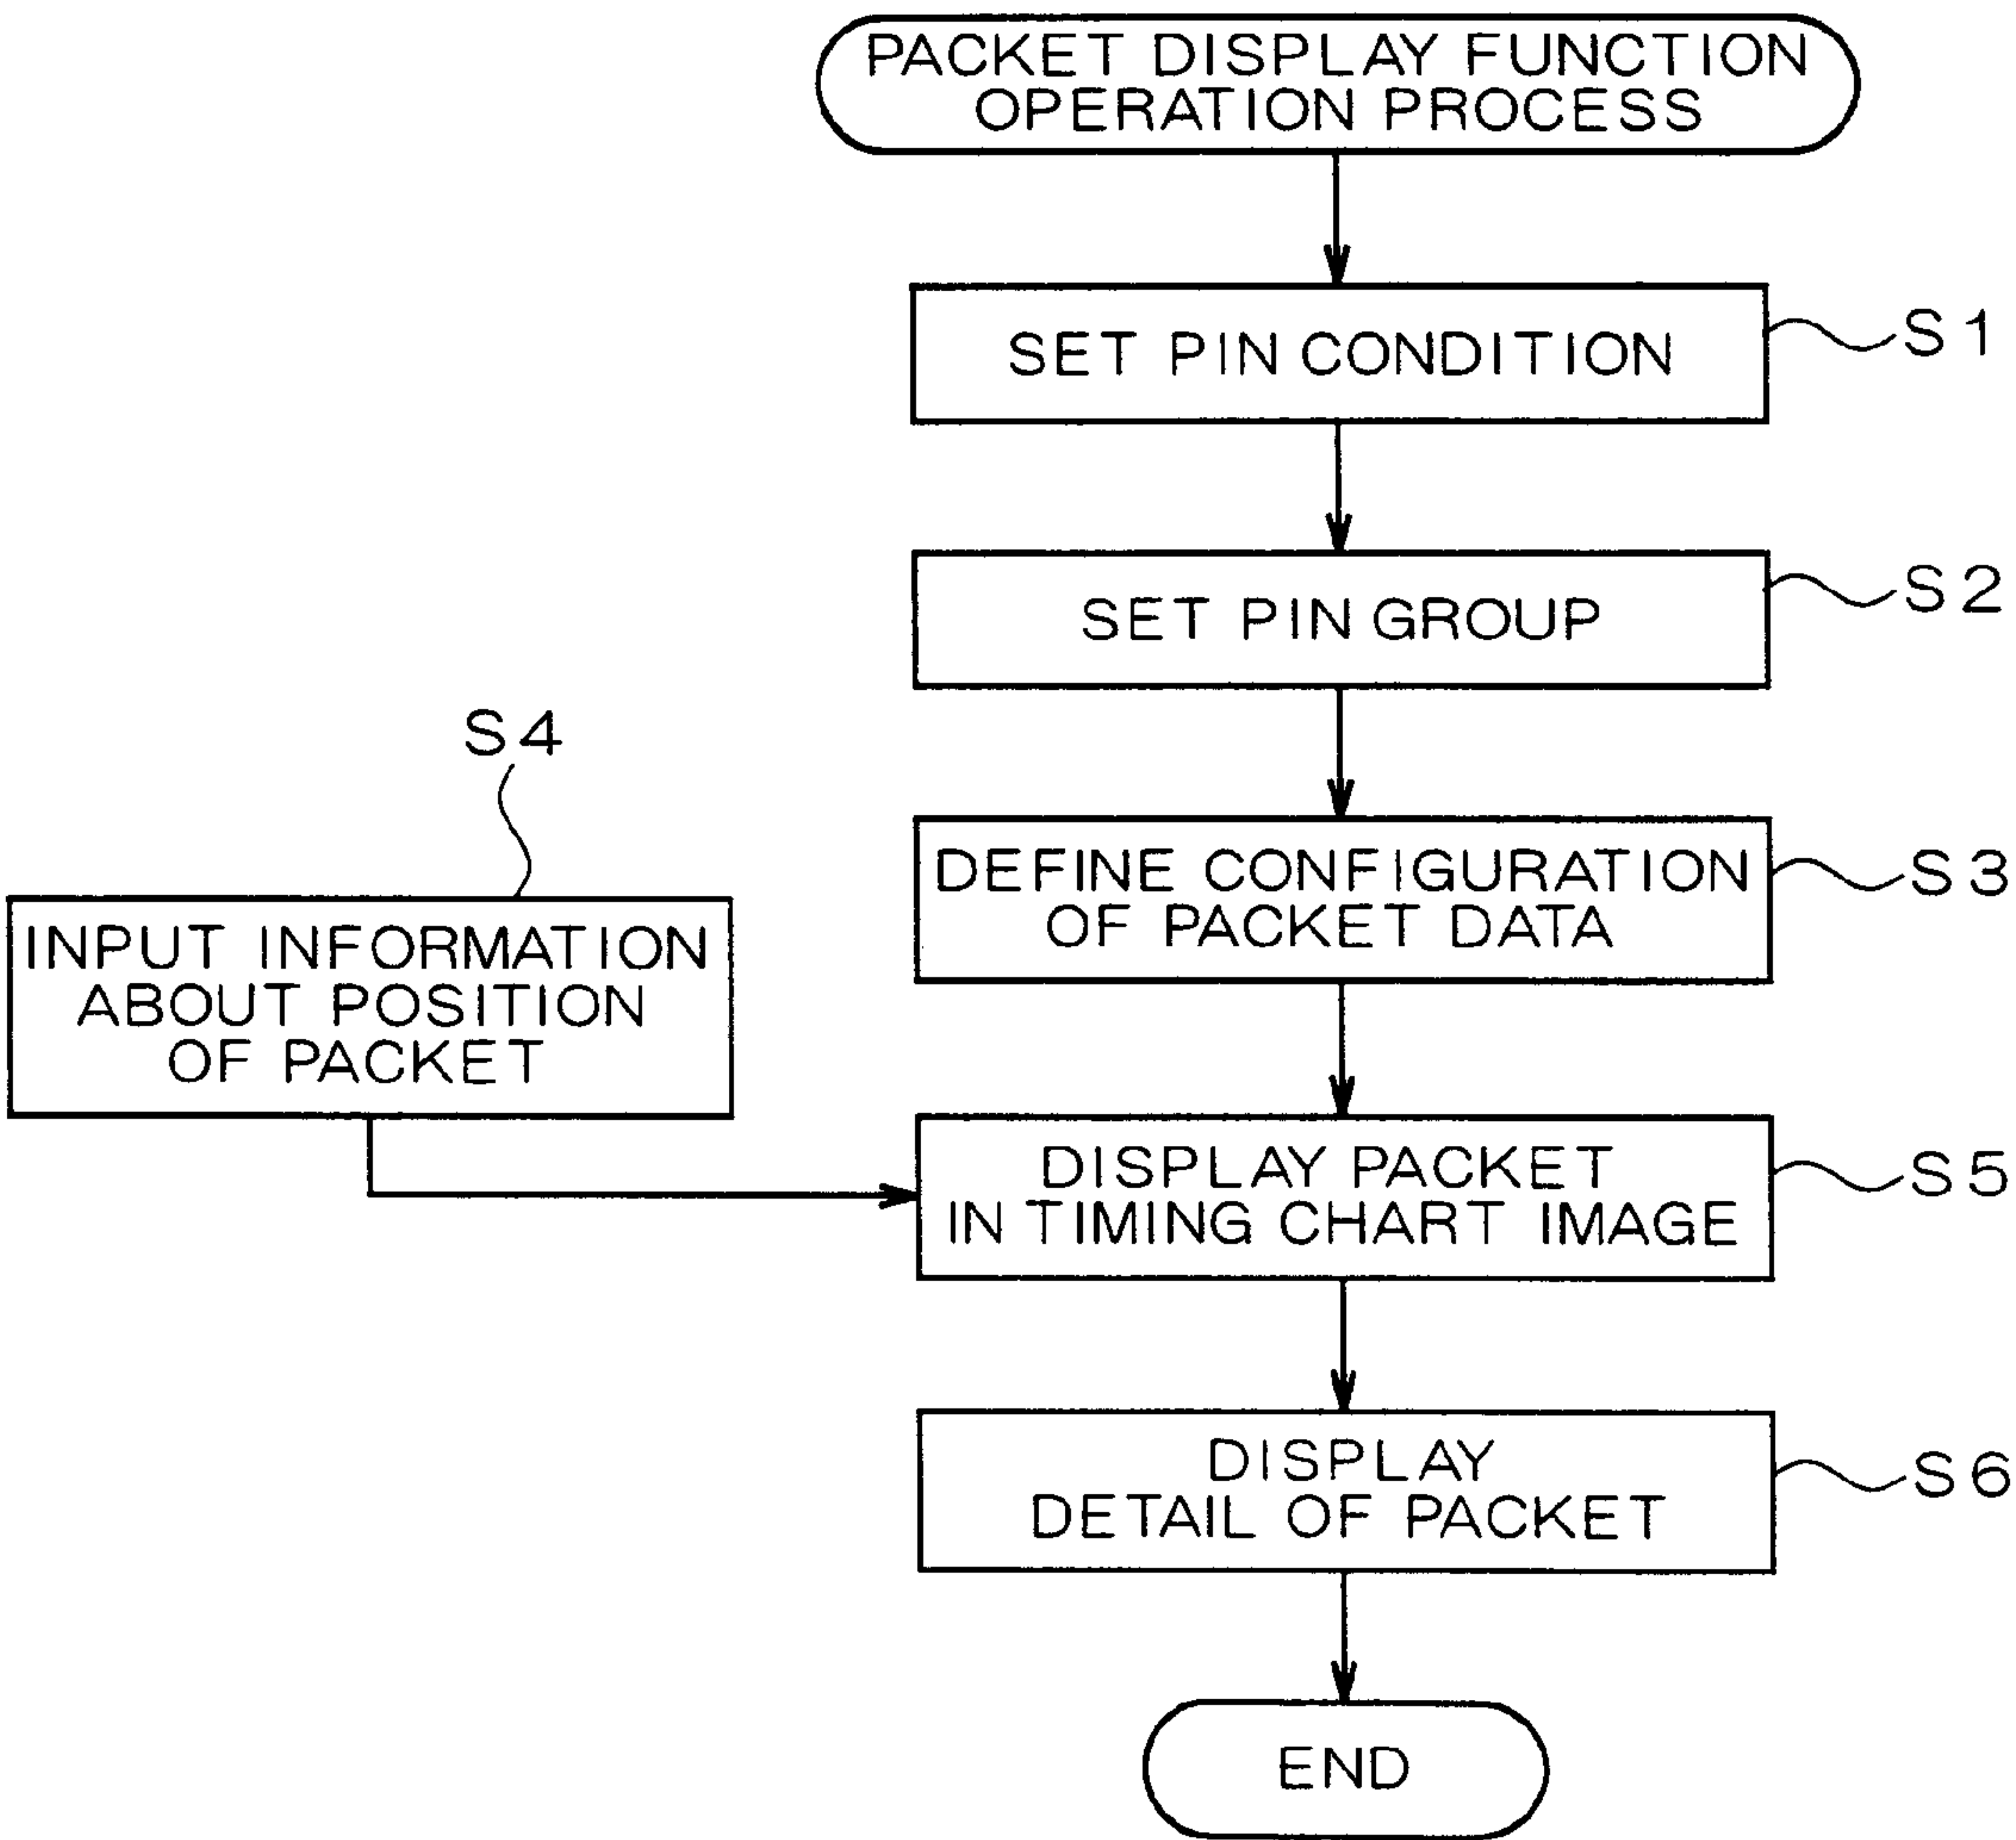 PACKET DISPLAY FUNCTION
OPERATION PROCESS
SET PIN CONDITION
S1
SET PIN GROUP
S2
DEFINE CONFIGURATION
OF PACKET DATA
S3
S4
INPUT INFORMATION
ABOUT POSITION
OF PACKET
DISPLAY PACKET
IN TIMING CHART IMAGE
S5
DISPLAY
DETAIL OF PACKET
S6
END